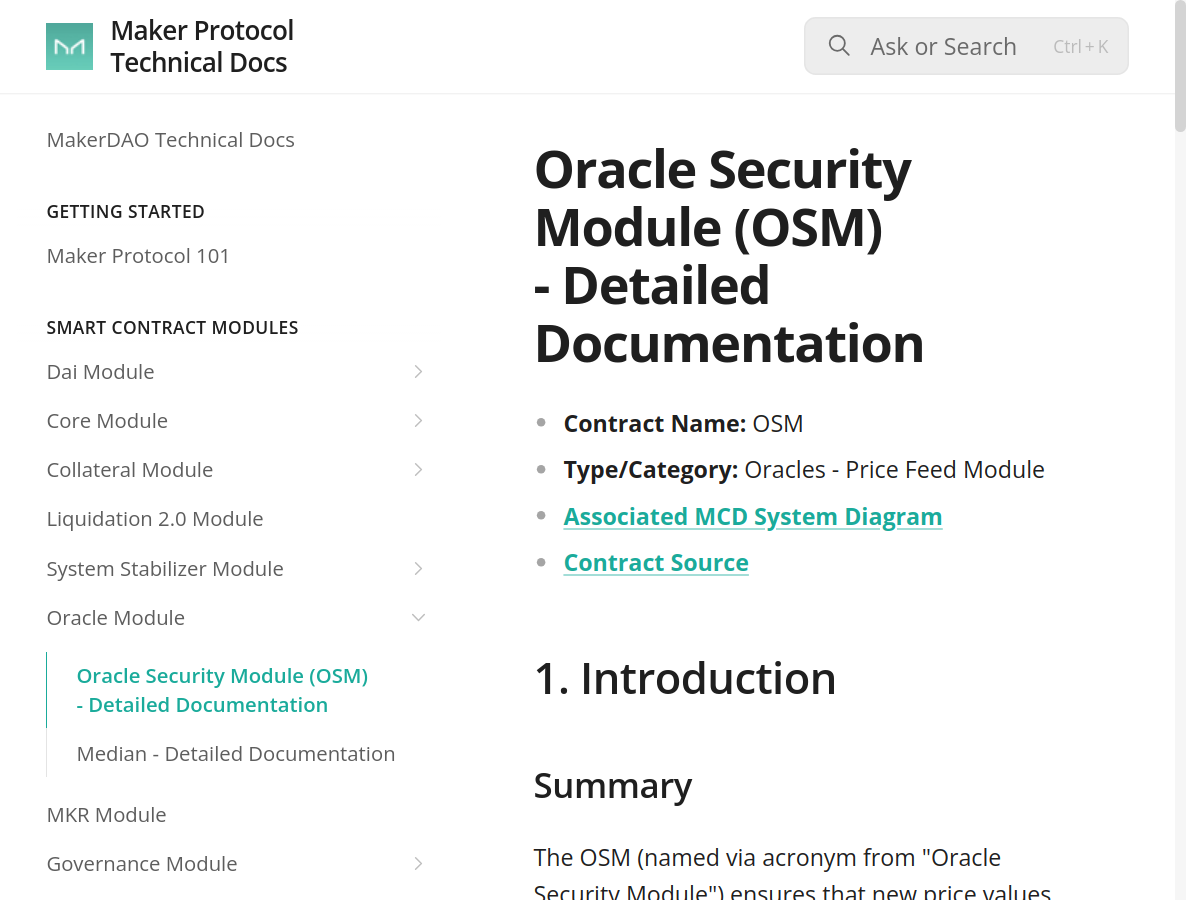 Maker Protocol
Technical Docs
Ask or Search
Ctrl + K
MakerDAO Technical Docs
GETTING STARTED
Maker Protocol 101
SMART CONTRACT MODULES
Dai Module
Core Module
Collateral Module
Liquidation 2.0 Module
System Stabilizer Module
Oracle Module
Oracle Security Module (OSM)
- Detailed Documentation
Median - Detailed Documentation
MKR Module
Governance Module
Oracle Security
Module (OSM)
- Detailed
Documentation
Contract Name: OSM
Type/Category: Oracles - Price Feed Module
Associated MCD System Diagram
Contract Source
1. Introduction
Summary
The OSM (named via acronym from "Oracle
Security Module") ensures that new price values